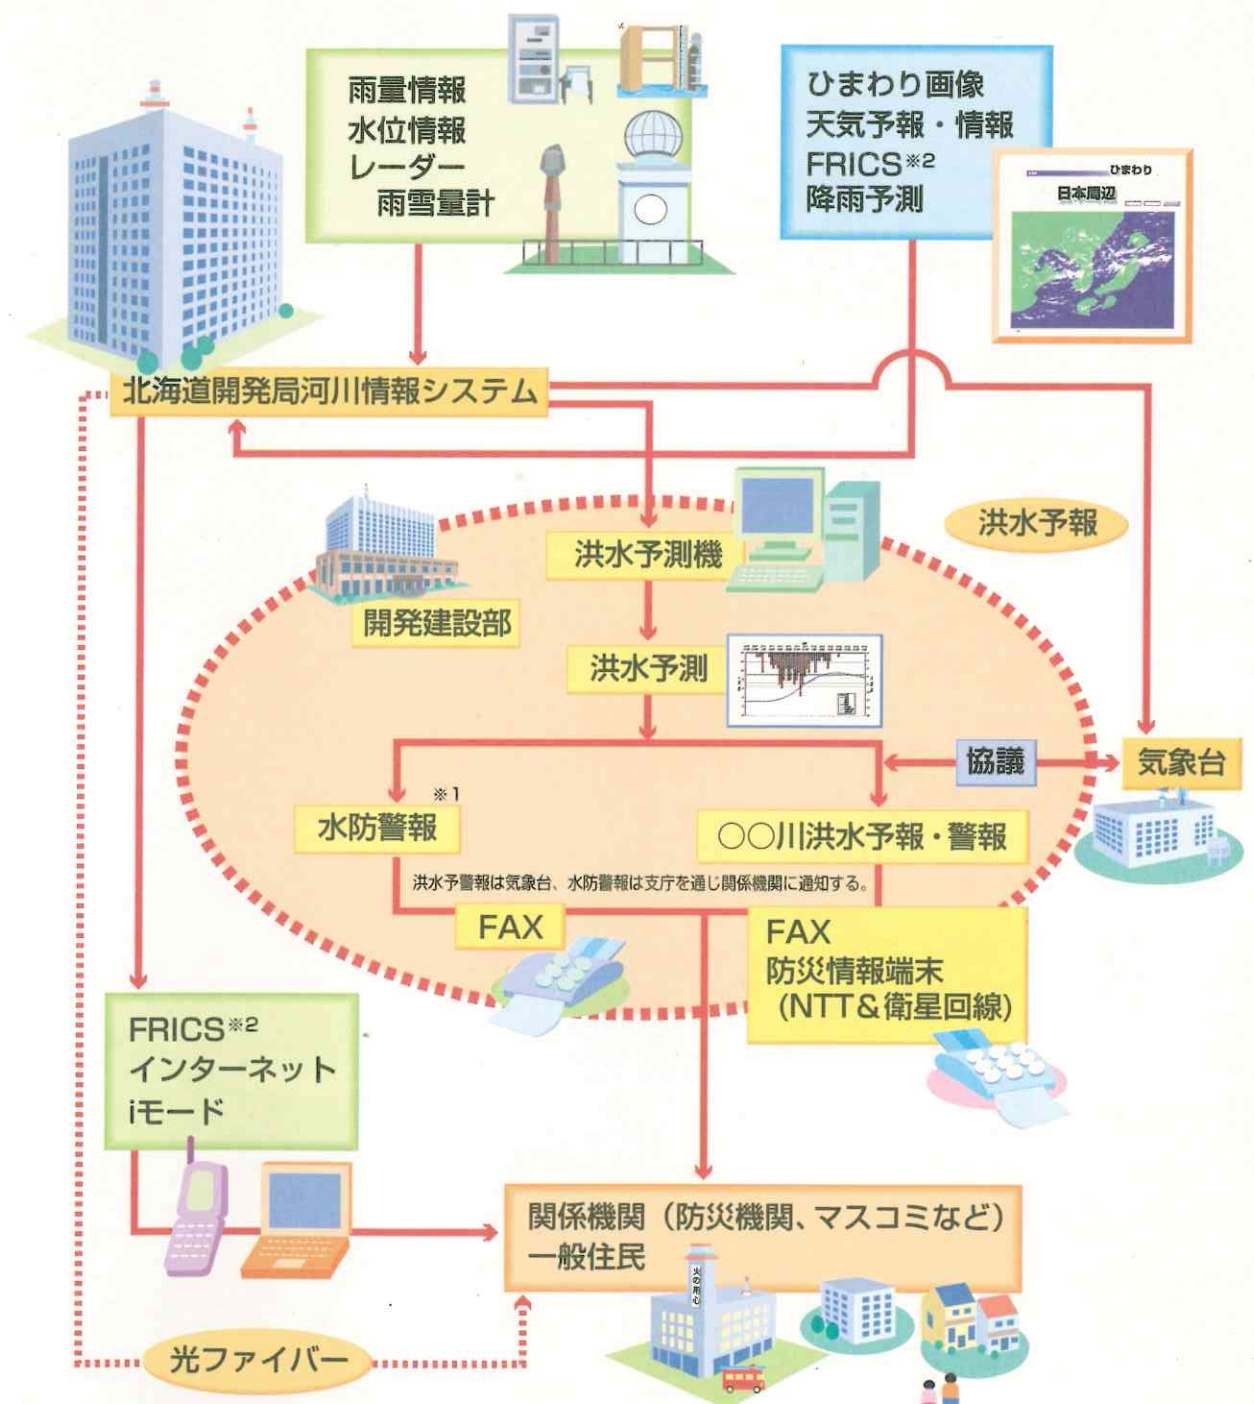 雨量情報
水位情報
レーダー
雨雪量計
ひまわり画像
天気予報・情報
FRICS※2
降雨予測
ひまわり
日本周辺
北海道開発局河川情報システム
洪水予報
洪水予測機
開発建設部
洪水予測
協議
気象台
※1
水防警報
○○川洪水予報・警報
洪水予警報は気象台、水防警報は支庁を通じ関係機関に通知する。
FAX
FAX
防災情報端末
(NTT&衛星回線)
FRICS※2
インターネット
iモード
関係機関（防災機関、マスコミなど）
一般住民
火の用心
光ファイバー